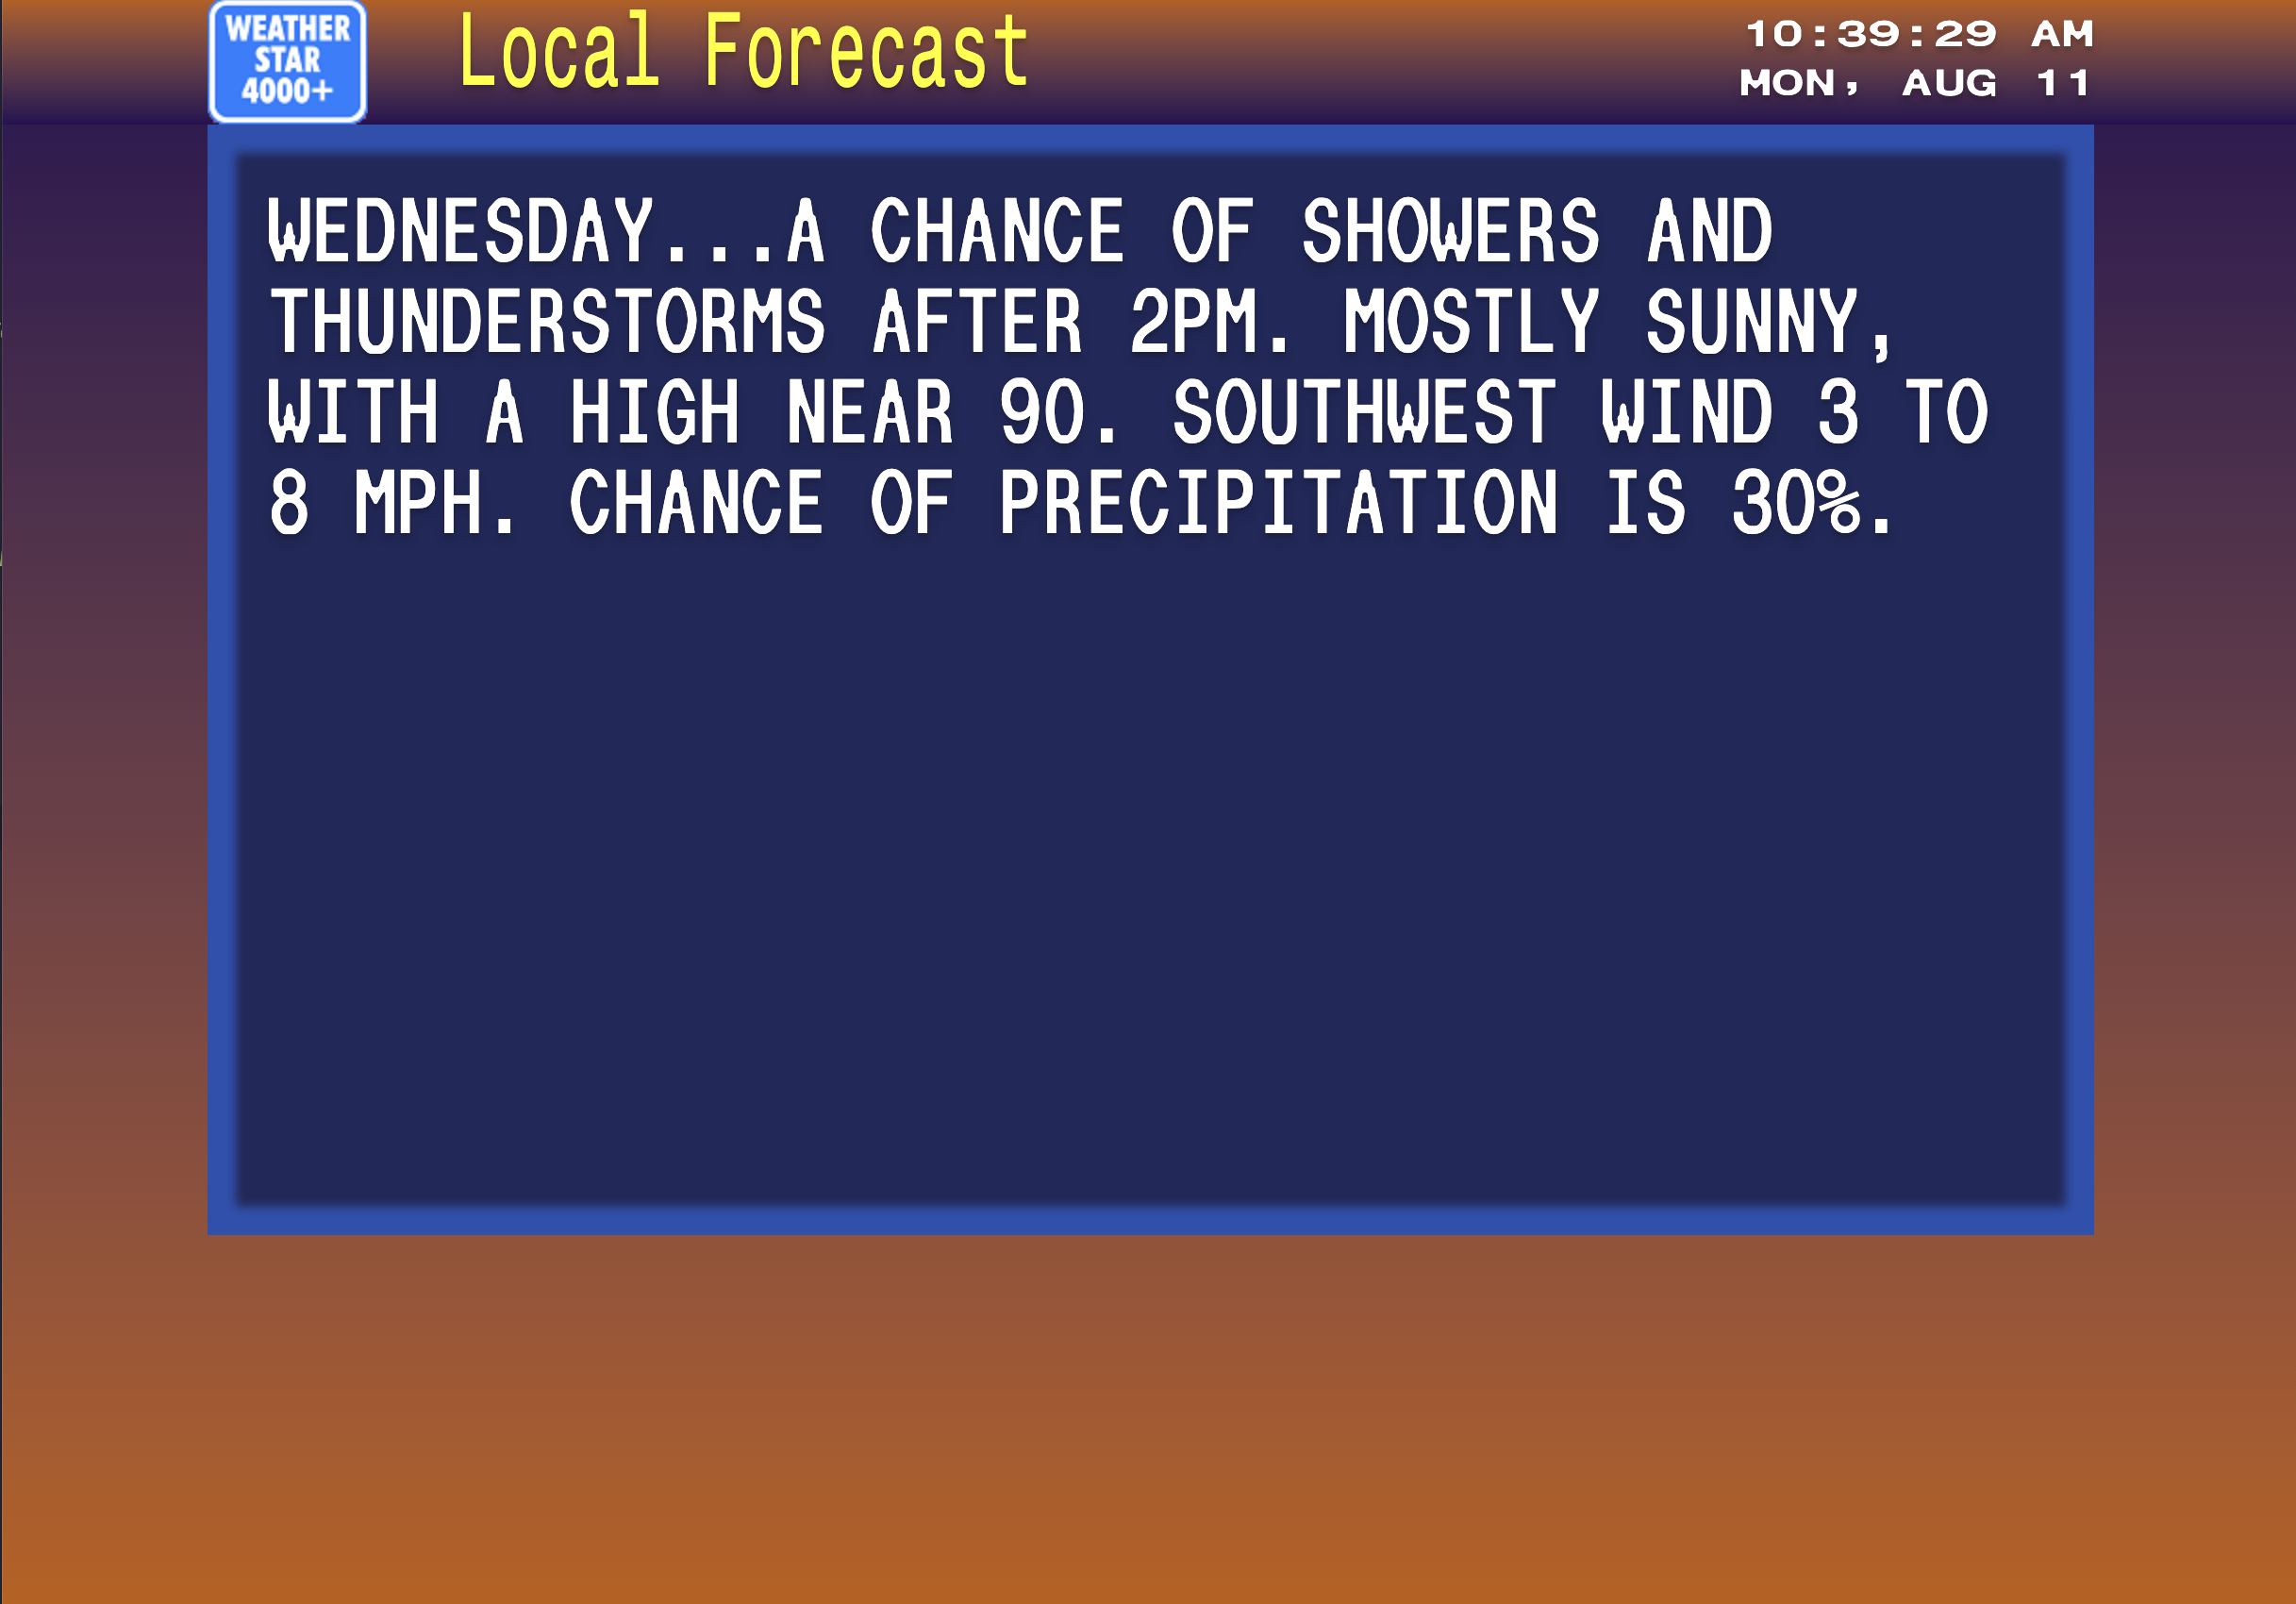 WEATHER
STAR
4000+
Local Forecast
10:39:29 AM
MON, AUG 11
WEDNESDAY...A CHANCE OF SHOWERS AND
THUNDERSTORMS AFTER 2PM. MOSTLY SUNNY,
WITH A HIGH NEAR 90. SOUTHWEST WIND 3 TO
8 MPH. CHANCE OF PRECIPITATION IS 30%.